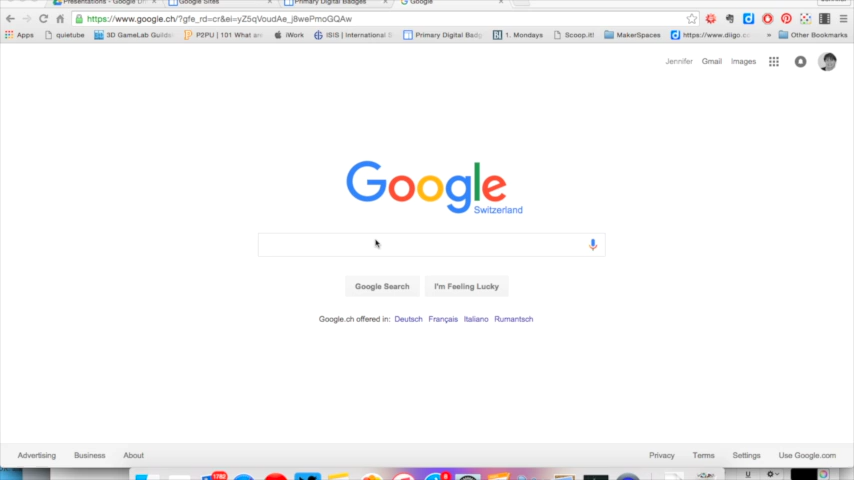 Presentations - Google Dri
Google Sites
Primary Digital Badges
Google
https://www.google.ch/?gfe_rd=cr&ei=yZ5qVoudAe_j8wePmoGQAw
Apps quietube 3D GameLab Guilds P2PU | 101 What are iWork ISIS | International S Primary Digital Badg 1. Mondays Scoop.it! MakerSpaces https://www.diigo.c » Other Bookmarks
Jennifer Gmail Images
Google
Switzerland
Google Search I'm Feeling Lucky
Google.ch offered in: Deutsch Français Italiano Rumantsch
Advertising Business About Privacy Terms Settings Use Google.com